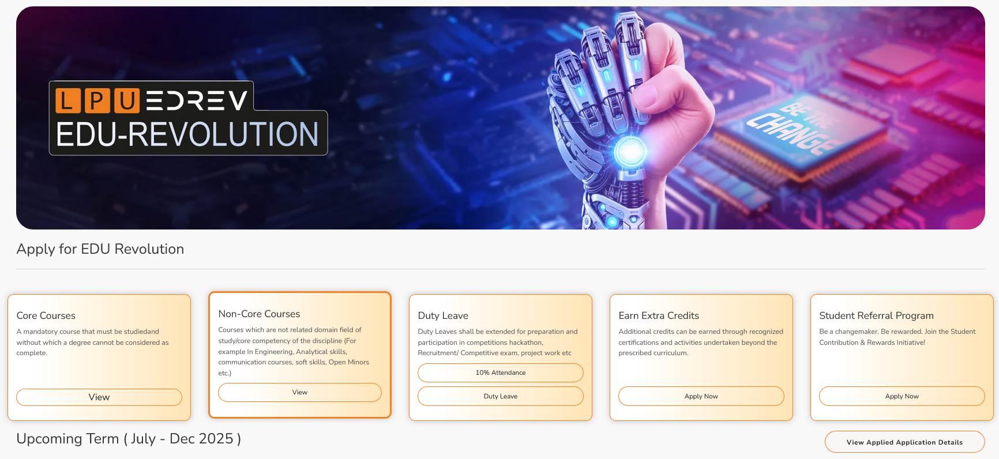 LPU EDREV
EDU-REVOLUTION
BE THE
CHANGE
Apply for EDU Revolution
Core Courses
A mandatory course that must be studiedand
without which a degree cannot be considered as
complete.
View
Non-Core Courses
Courses which are not related domain field of
study/core competency of the discipline (For
example In Engineering, Analytical skills,
communication courses, soft skills, Open Minors
etc.)
View
Duty Leave
Duty Leaves shall be extended for preparation and
participation in competitions hackathon,
Recruitment/ Competitive exam, project work etc
10% Attendance
Duty Leave
Earn Extra Credits
Additional credits can be earned through recognized
certifications and activities undertaken beyond the
prescribed curriculum.
Apply Now
Student Referral Program
Be a changemaker. Be rewarded. Join the Student
Contribution & Rewards Initiative!
Apply Now
Upcoming Term ( July - Dec 2025 )
View Applied Application Details